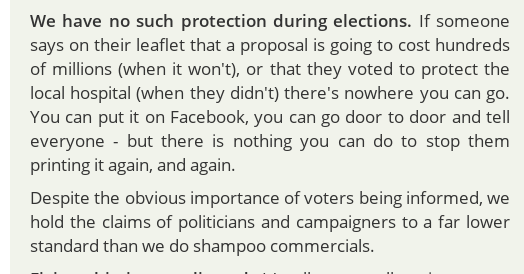 We have no such protection during elections. If someone
says on their leaflet that a proposal is going to cost hundreds
of millions (when it won't), or that they voted to protect the
local hospital (when they didn't) there's nowhere you can go.
You can put it on Facebook, you can go door to door and tell
everyone - but there is nothing you can do to stop them
printing it again, and again.
Despite the obvious importance of voters being informed, we
hold the claims of politicians and campaigners to a far lower
standard than we do shampoo commercials.